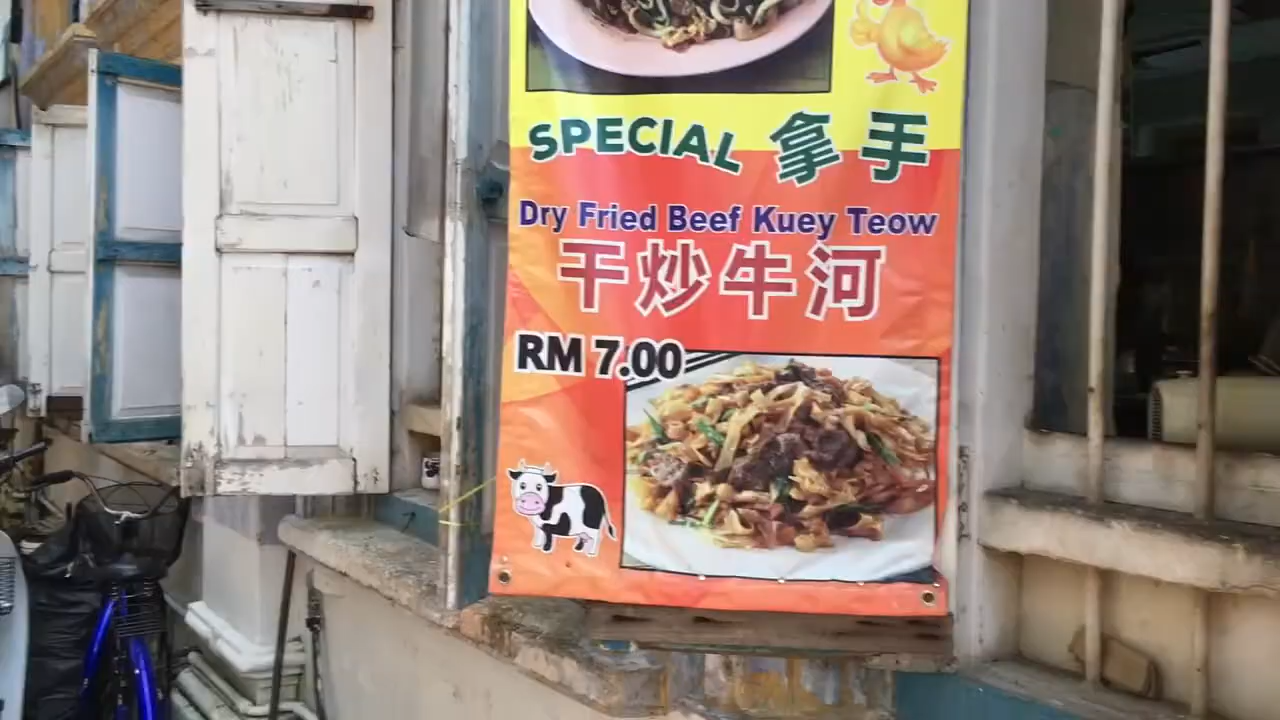 SPECIAL 拿手
Dry Fried Beef Kuey Teow
干炒牛河
RM 7.00